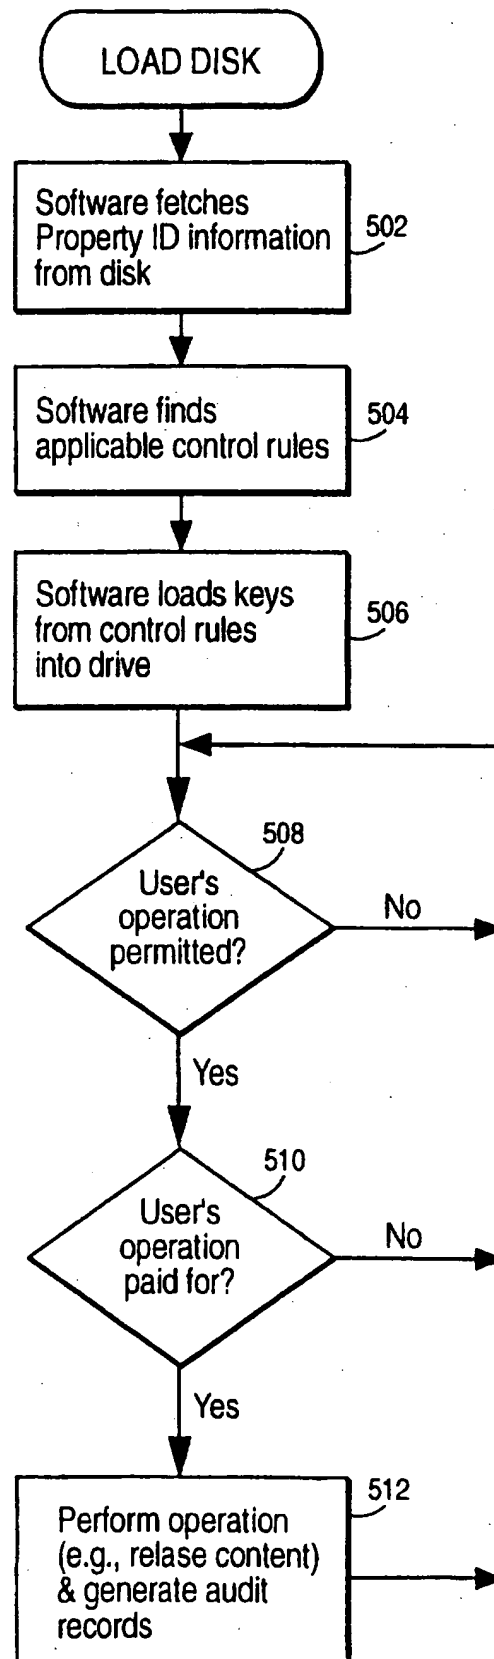 LOAD DISK
Software fetches
Property ID information
from disk
502
Software finds
applicable control rules
504
Software loads keys
from control rules
into drive
506
508
User's
operation
permitted?
No
Yes
510
User's
operation
paid for?
No
Yes
512
Perform operation
(e.g., relase content)
& generate audit
records